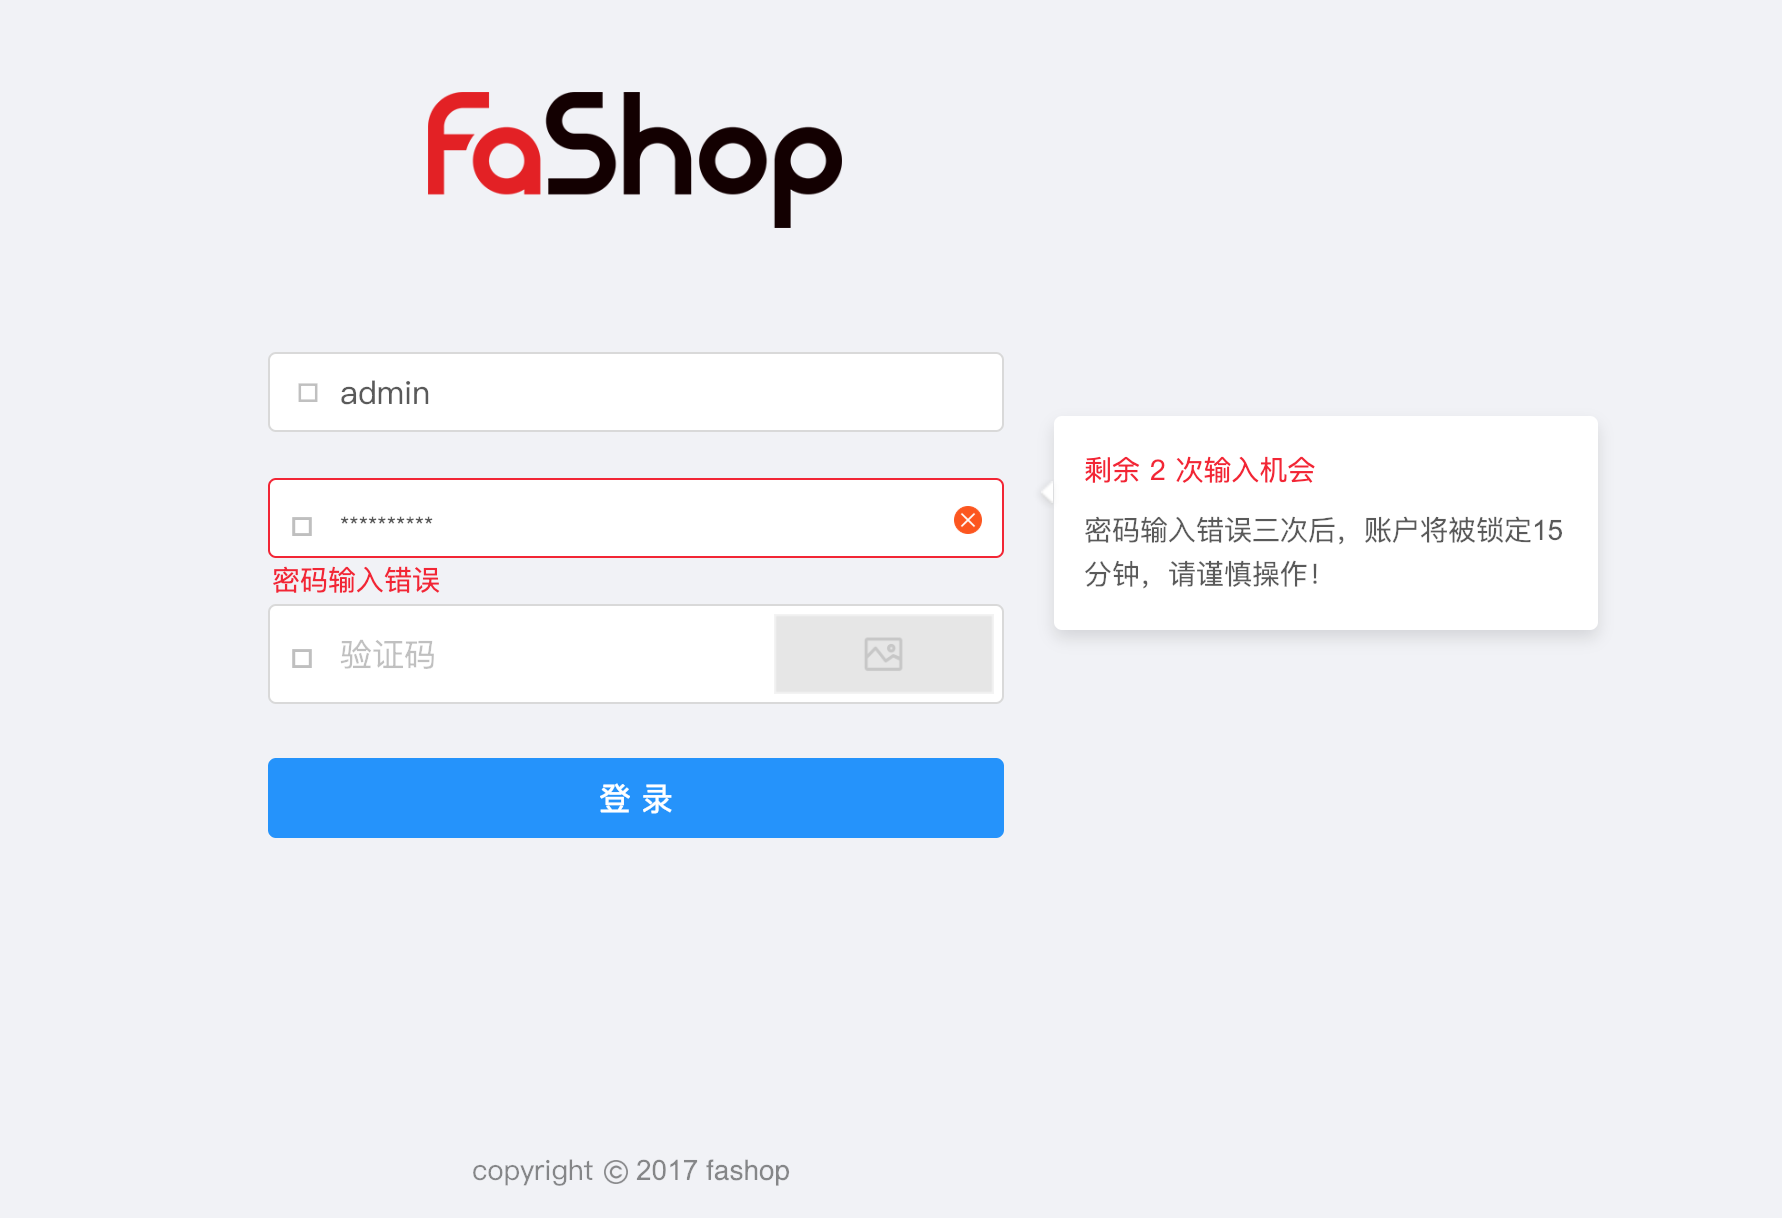 FaShop
admin
**********
密码输入错误
验证码
登 录
剩余 2 次输入机会
密码输入错误三次后，账户将被锁定15
分钟，请谨慎操作！
copyright © 2017 fashop